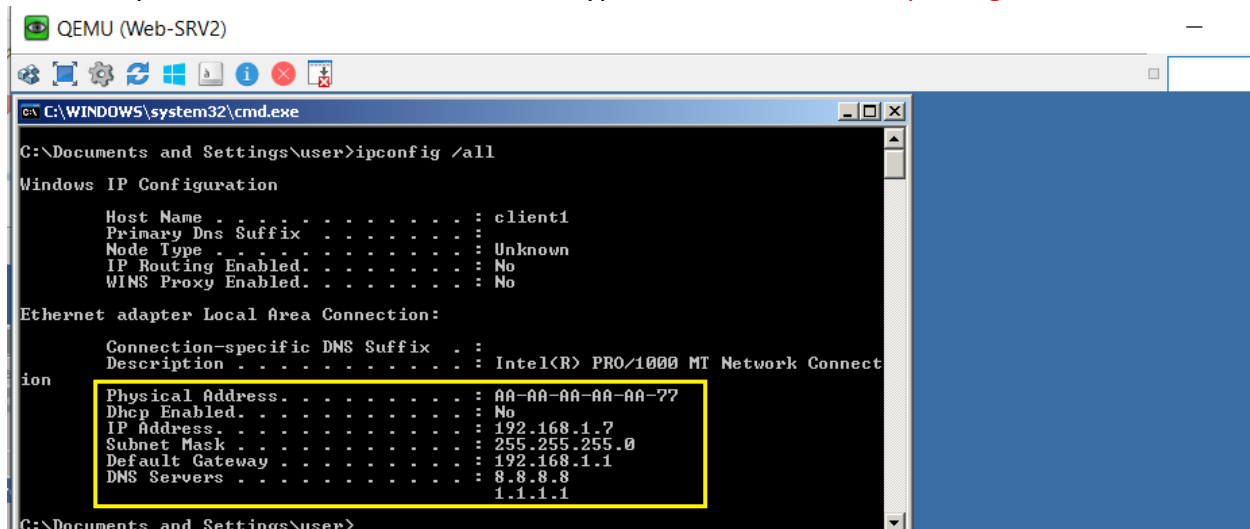 QEMU (Web-SRV2)
C:\WINDOWS\system32\cmd.exe
C:\Documents and Settings\user>ipconfig /all
Windows IP Configuration
Host Name . . . . . . . . . . . . : client1
Primary Dns Suffix . . . . . . . :
Node Type . . . . . . . . . . . . : Unknown
IP Routing Enabled. . . . . . . . : No
WINS Proxy Enabled. . . . . . . . : No
Ethernet adapter Local Area Connection:
Connection-specific DNS Suffix . :
Description . . . . . . . . . . . : Intel(R) PRO/1000 MT Network Connect
ion
Physical Address. . . . . . . . . : AA-AA-AA-AA-AA-77
Dhcp Enabled. . . . . . . . . . . : No
IP Address. . . . . . . . . . . . : 192.168.1.7
Subnet Mask . . . . . . . . . . . : 255.255.255.0
Default Gateway . . . . . . . . . : 192.168.1.1
DNS Servers . . . . . . . . . . . : 8.8.8.8
1.1.1.1
C:\Documents and Settings\user>